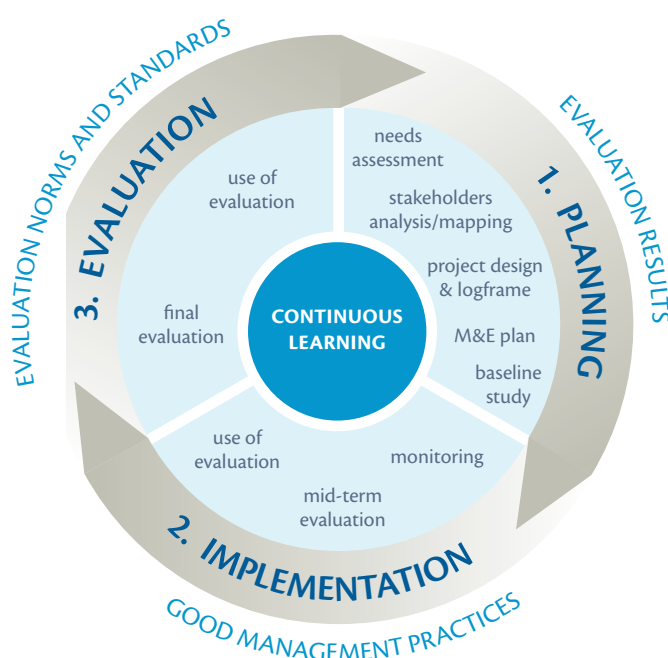 EVALUATION NORMS AND STANDARDS
EVALUATION RESULTS
GOOD MANAGEMENT PRACTICES
1. PLANNING
needs
assessment
stakeholders
analysis/mapping
project design
& logframe
M&E plan
baseline
study
2. IMPLEMENTATION
monitoring
mid-term
evaluation
use of
evaluation
3. EVALUATION
final
evaluation
use of
evaluation
CONTINUOUS
LEARNING